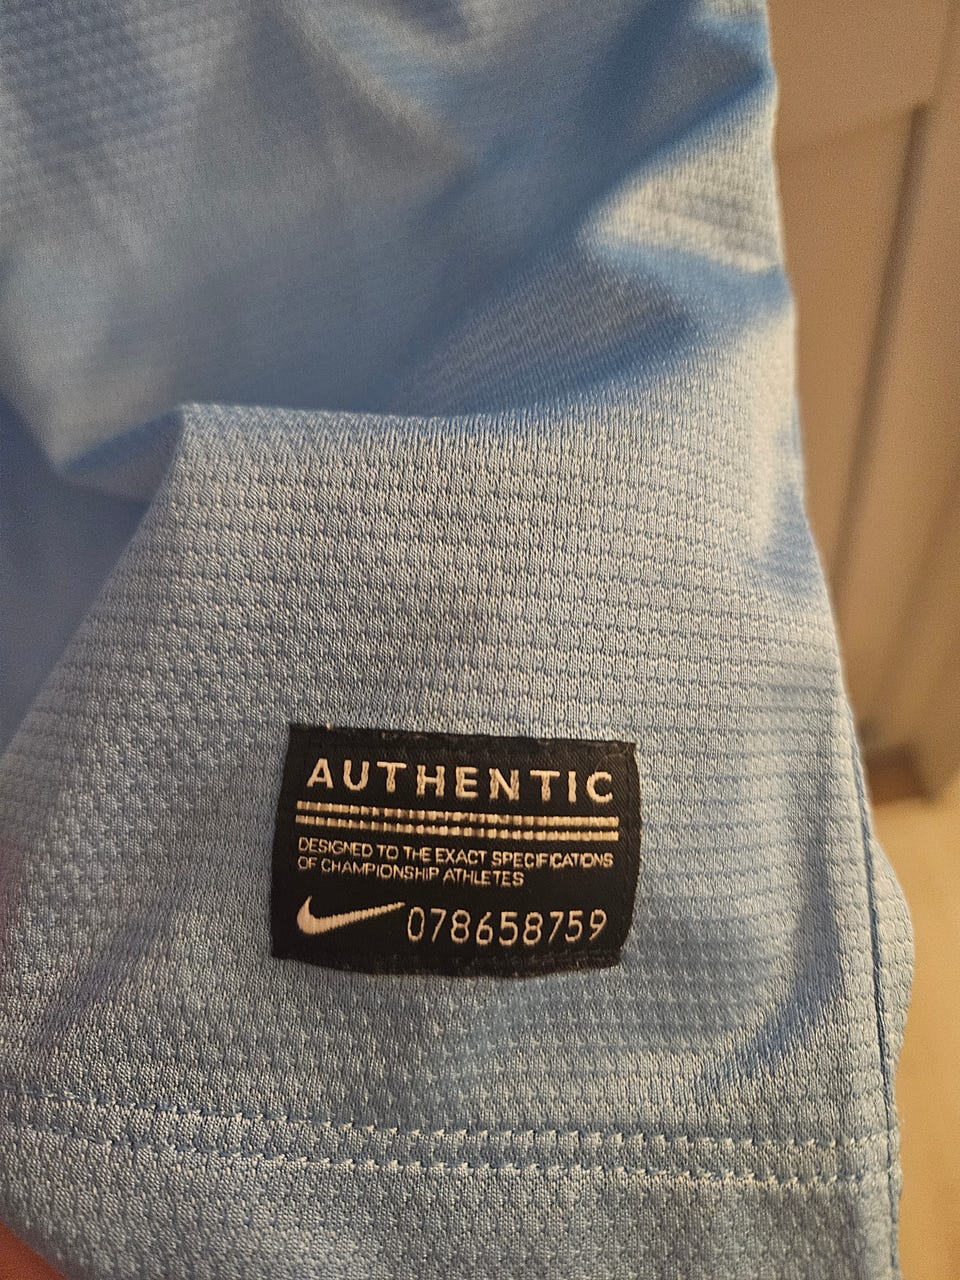 AUTHENTIC
DESIGNED TO THE EXACT SPECIFICATIONS
OF CHAMPIONSHIP ATHLETES
078658759